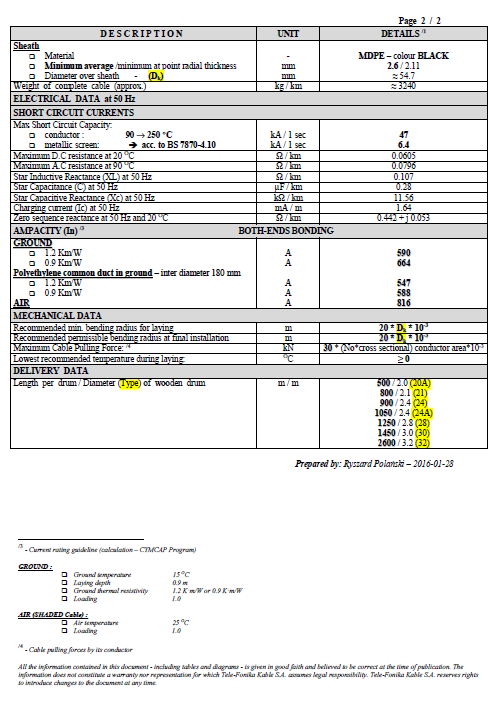 Page 2 / 2
DESCRIPTION UNIT DETAILS /1
Sheath
Material - MDPE – colour BLACK
Minimum average /minimum at point radial thickness mm 2.6 / 2.11
Diameter over sheath - (Dk) mm ≈ 54.7
Weight of complete cable (approx.) kg / km ≈ 3240
ELECTRICAL DATA at 50 Hz
SHORT CIRCUIT CURRENTS
Max Short Circuit Capacity:
conductor : 90 → 250 °C kA / 1 sec 47
metallic screen: ➔ acc. to BS 7870-4.10 kA / 1 sec 6.4
Maximum D.C resistance at 20 °C Ω / km 0.0605
Maximum A.C resistance at 90 °C Ω / km 0.0796
Star Inductive Reactance (XL) at 50 Hz Ω / km 0.107
Star Capacitance (C) at 50 Hz µF / km 0.28
Star Capacitive Reactance (Xc) at 50 Hz kΩ / km 11.56
Charging current (Ic) at 50 Hz mA / m 1.64
Zero sequence reactance at 50 Hz and 20 °C Ω / km 0.442 + j 0.053
AMPACITY (In) /3 BOTH-ENDS BONDING
GROUND
1.2 Km/W A 590
0.9 Km/W A 664
Polyethylene common duct in ground – inter diameter 180 mm
1.2 Km/W A 547
0.9 Km/W A 588
AIR A 816
MECHANICAL DATA
Recommended min. bending radius for laying m 20 * Dk * 10-3
Recommended permissible bending radius at final installation m 20 * Dk * 10-3
Maximum Cable Pulling Force: /4 kN 30 * (No*cross sectional) conductor area*10-3
Lowest recommended temperature during laying: °C ≥ 0
DELIVERY DATA
Length per drum / Diameter (Type) of wooden drum m / m 500 / 2.0 (20A)
800 / 2.1 (21)
900 / 2.4 (24)
1050 / 2.4 (24A)
1250 / 2.8 (28)
1450 / 3.0 (30)
2600 / 3.2 (32)
Prepared by: Ryszard Polański – 2016-01-28
/3 - Current rating guideline (calculation – CYMCAP Program)
GROUND :
Ground temperature 15 °C
Laying depth 0.9 m
Ground thermal resistivity 1.2 K m/W or 0.9 K m/W
Loading 1.0
AIR (SHADED Cable) :
Air temperature 25 °C
Loading 1.0
/4 - Cable pulling forces by its conductor
All the information contained in this document - including tables and diagrams - is given in good faith and believed to be correct at the time of publication. The
information does not constitute a warranty nor representation for which Tele-Fonika Kable S.A. assumes legal responsibility. Tele-Fonika Kable S.A. reserves rights
to introduce changes to the document at any time.